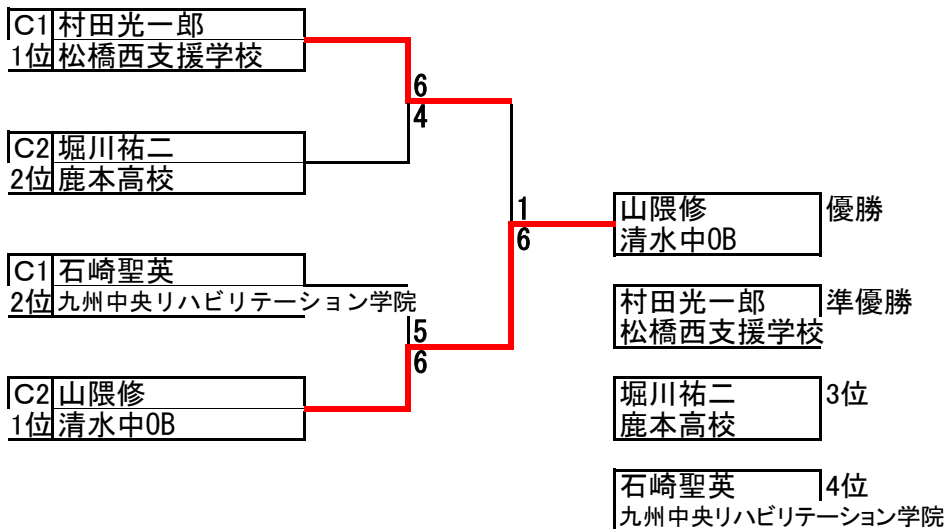 C1 村田光一郎
1位 松橋西支援学校
6
4
C2 堀川祐二
2位 鹿本高校
1
6
山隈修 優勝
清水中OB
C1 石崎聖英
2位 九州中央リハビリテーション学院
村田光一郎 準優勝
松橋西支援学校
5
6
C2 山隈修
1位 清水中OB
堀川祐二 3位
鹿本高校
石崎聖英 4位
九州中央リハビリテーション学院